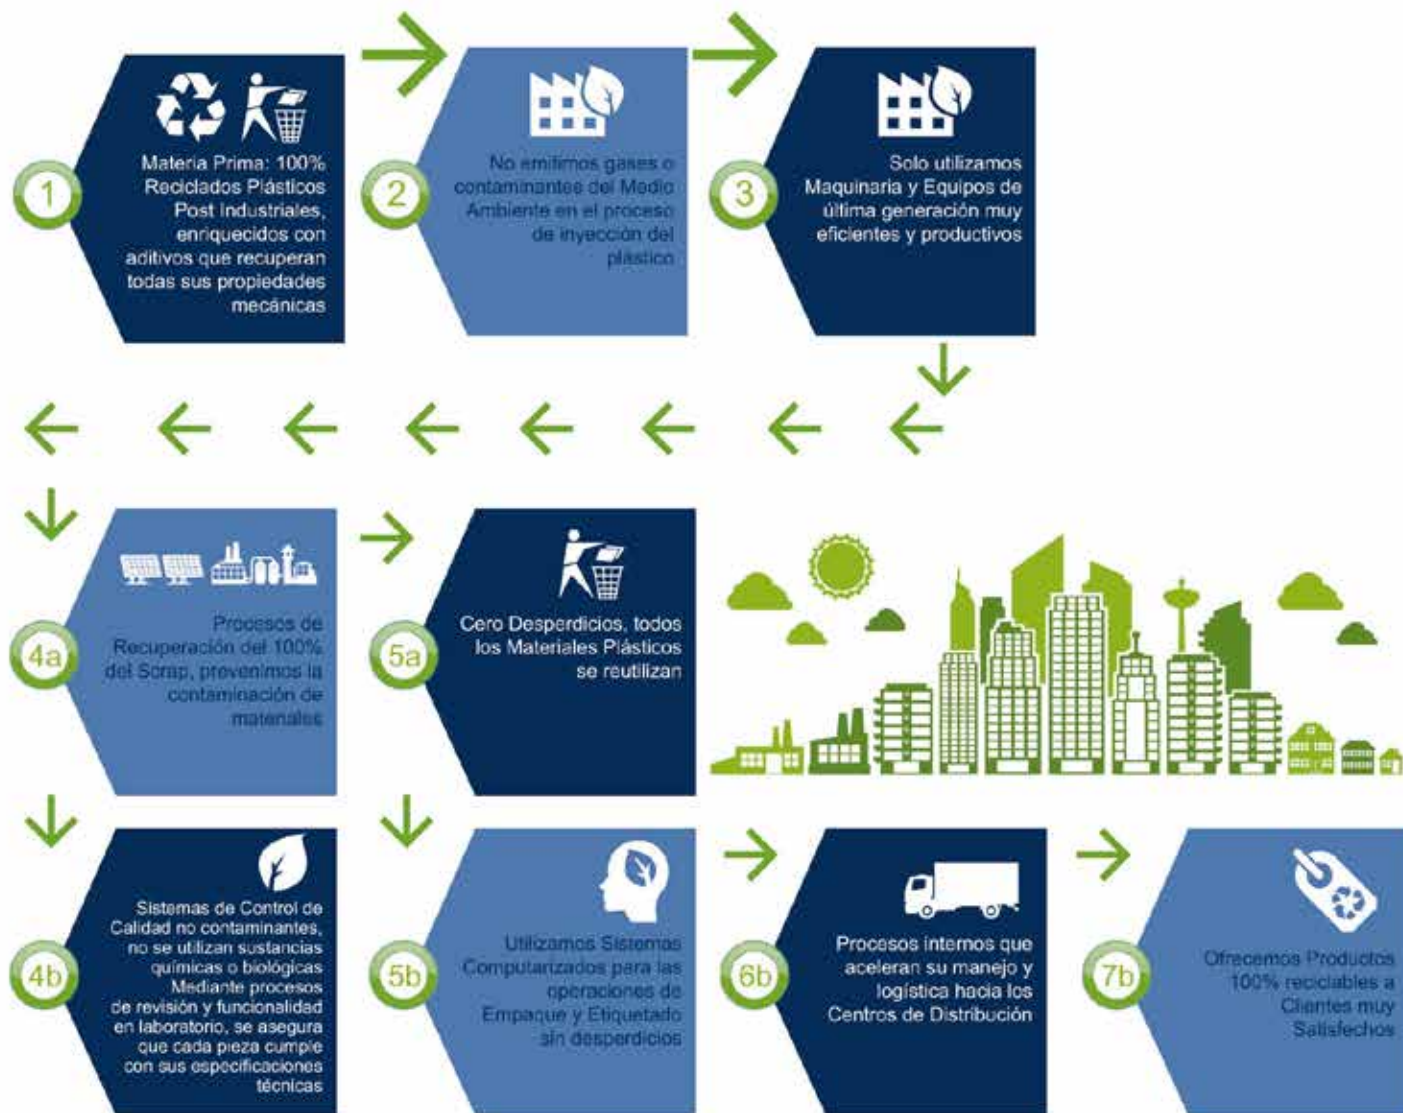 1
Materia Prima: 100%
Reciclados Plásticos
Post Industriales,
enriquecidos con
aditivos que recuperan
todas sus propiedades
mecánicas
2
No emitimos gases o
contaminantes del Medio
Ambiente en el proceso
de inyección del
plástico
3
Solo utilizamos
Maquinaria y Equipos de
última generación muy
eficientes y productivos
4a
Procesos de
Recuperación del 100%
del Scrap, prevenimos la
contaminación de
materiales
5a
Cero Desperdicios, todos
los Materiales Plásticos
se reutilizan
4b
Sistemas de Control de
Calidad no contaminantes,
no se utilizan sustancias
químicas o biológicas
Mediante procesos
de revisión y funcionalidad
en laboratorio, se asegura
que cada pieza cumple
con sus especificaciones
técnicas
5b
Utilizamos Sistemas
Computarizados para las
operaciones de
Empaque y Etiquetado
sin desperdicios
6b
Procesos internos que
aceleran su manejo y
logística hacia los
Centros de Distribución
7b
Ofrecemos Productos
100% reciclables a
Clientes muy
Satisfechos